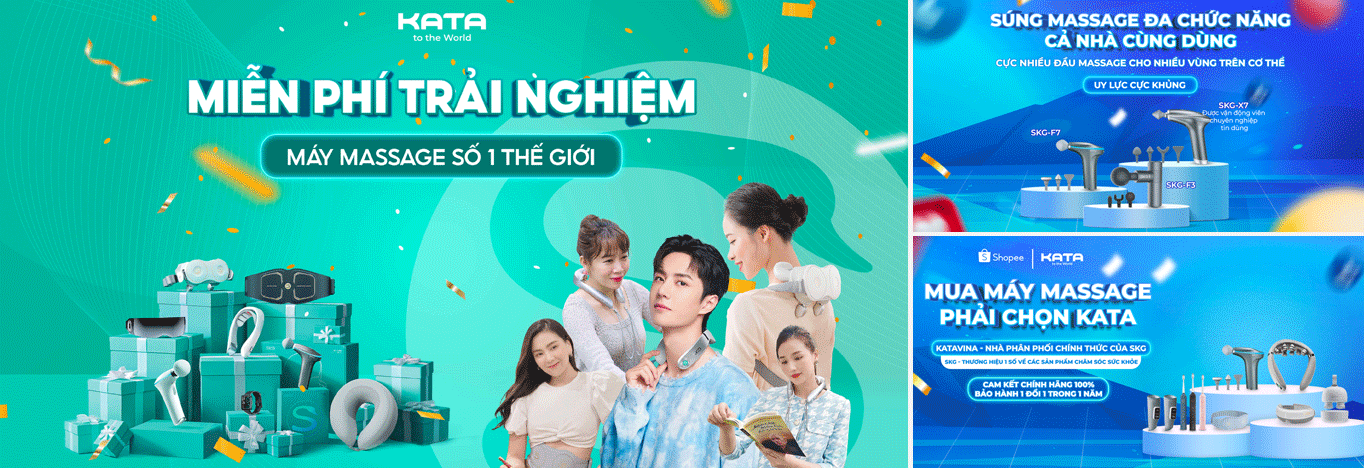 KATA
to the World
MIỄN PHÍ TRẢI NGHIỆM
MÁY MASSAGE SỐ 1 THẾ GIỚI
S
SÚNG MASSAGE ĐA CHỨC NĂNG
CẢ NHÀ CÙNG DÙNG
CỰC NHIỀU ĐẦU MASSAGE CHO NHIỀU VÙNG TRÊN CƠ THỂ
UY LỰC CỰC KHỦNG
SKG-X7
Được vận động viên
chuyên nghiệp
tin dùng
SKG-F7
SKG-F3
S Shopee KATA
to the World
MUA MÁY MASSAGE
PHẢI CHỌN KATA
KATAVINA - NHÀ PHÂN PHỐI CHÍNH THỨC CỦA SKG
SKG - THƯƠNG HIỆU 1 SỐ VỀ CÁC SẢN PHẨM CHĂM SÓC SỨC KHỎE
CAM KẾT CHÍNH HÃNG 100%
BẢO HÀNH 1 ĐỔI 1 TRONG 1 NĂM